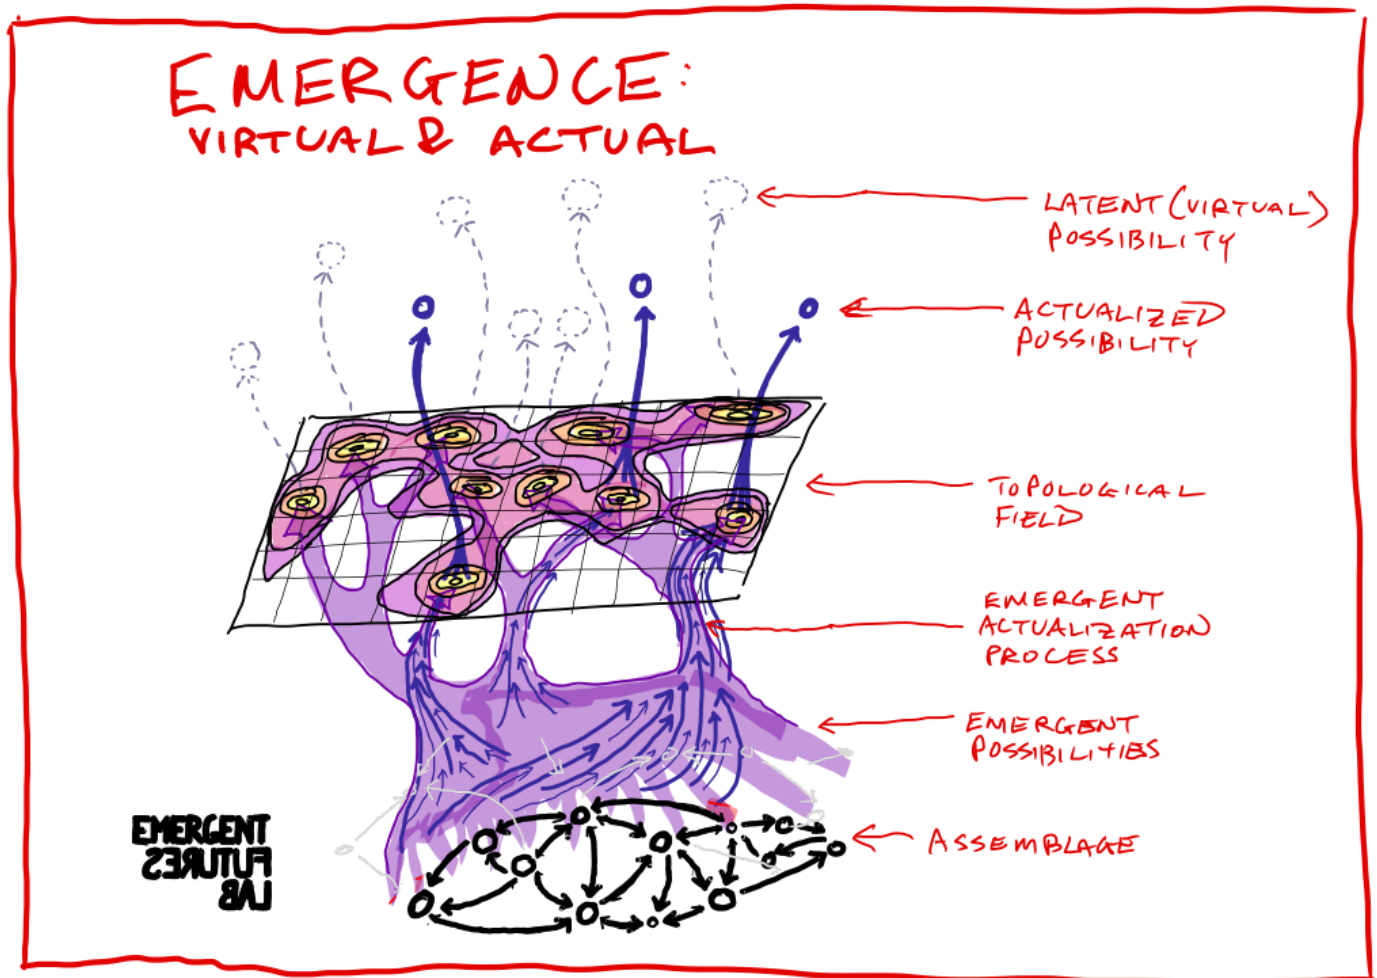 EMERGENCE:
VIRTUAL & ACTUAL
LATENT (VIRTUAL)
POSSIBILITY
ACTUALIZED
POSSIBILITY
TOPOLOGICAL
FIELD
EMERGENT
ACTUALIZATION
PROCESS
EMERGENT
POSSIBILITIES
ASSEMBLAGE
EMERGENT
FUTURES
LAB